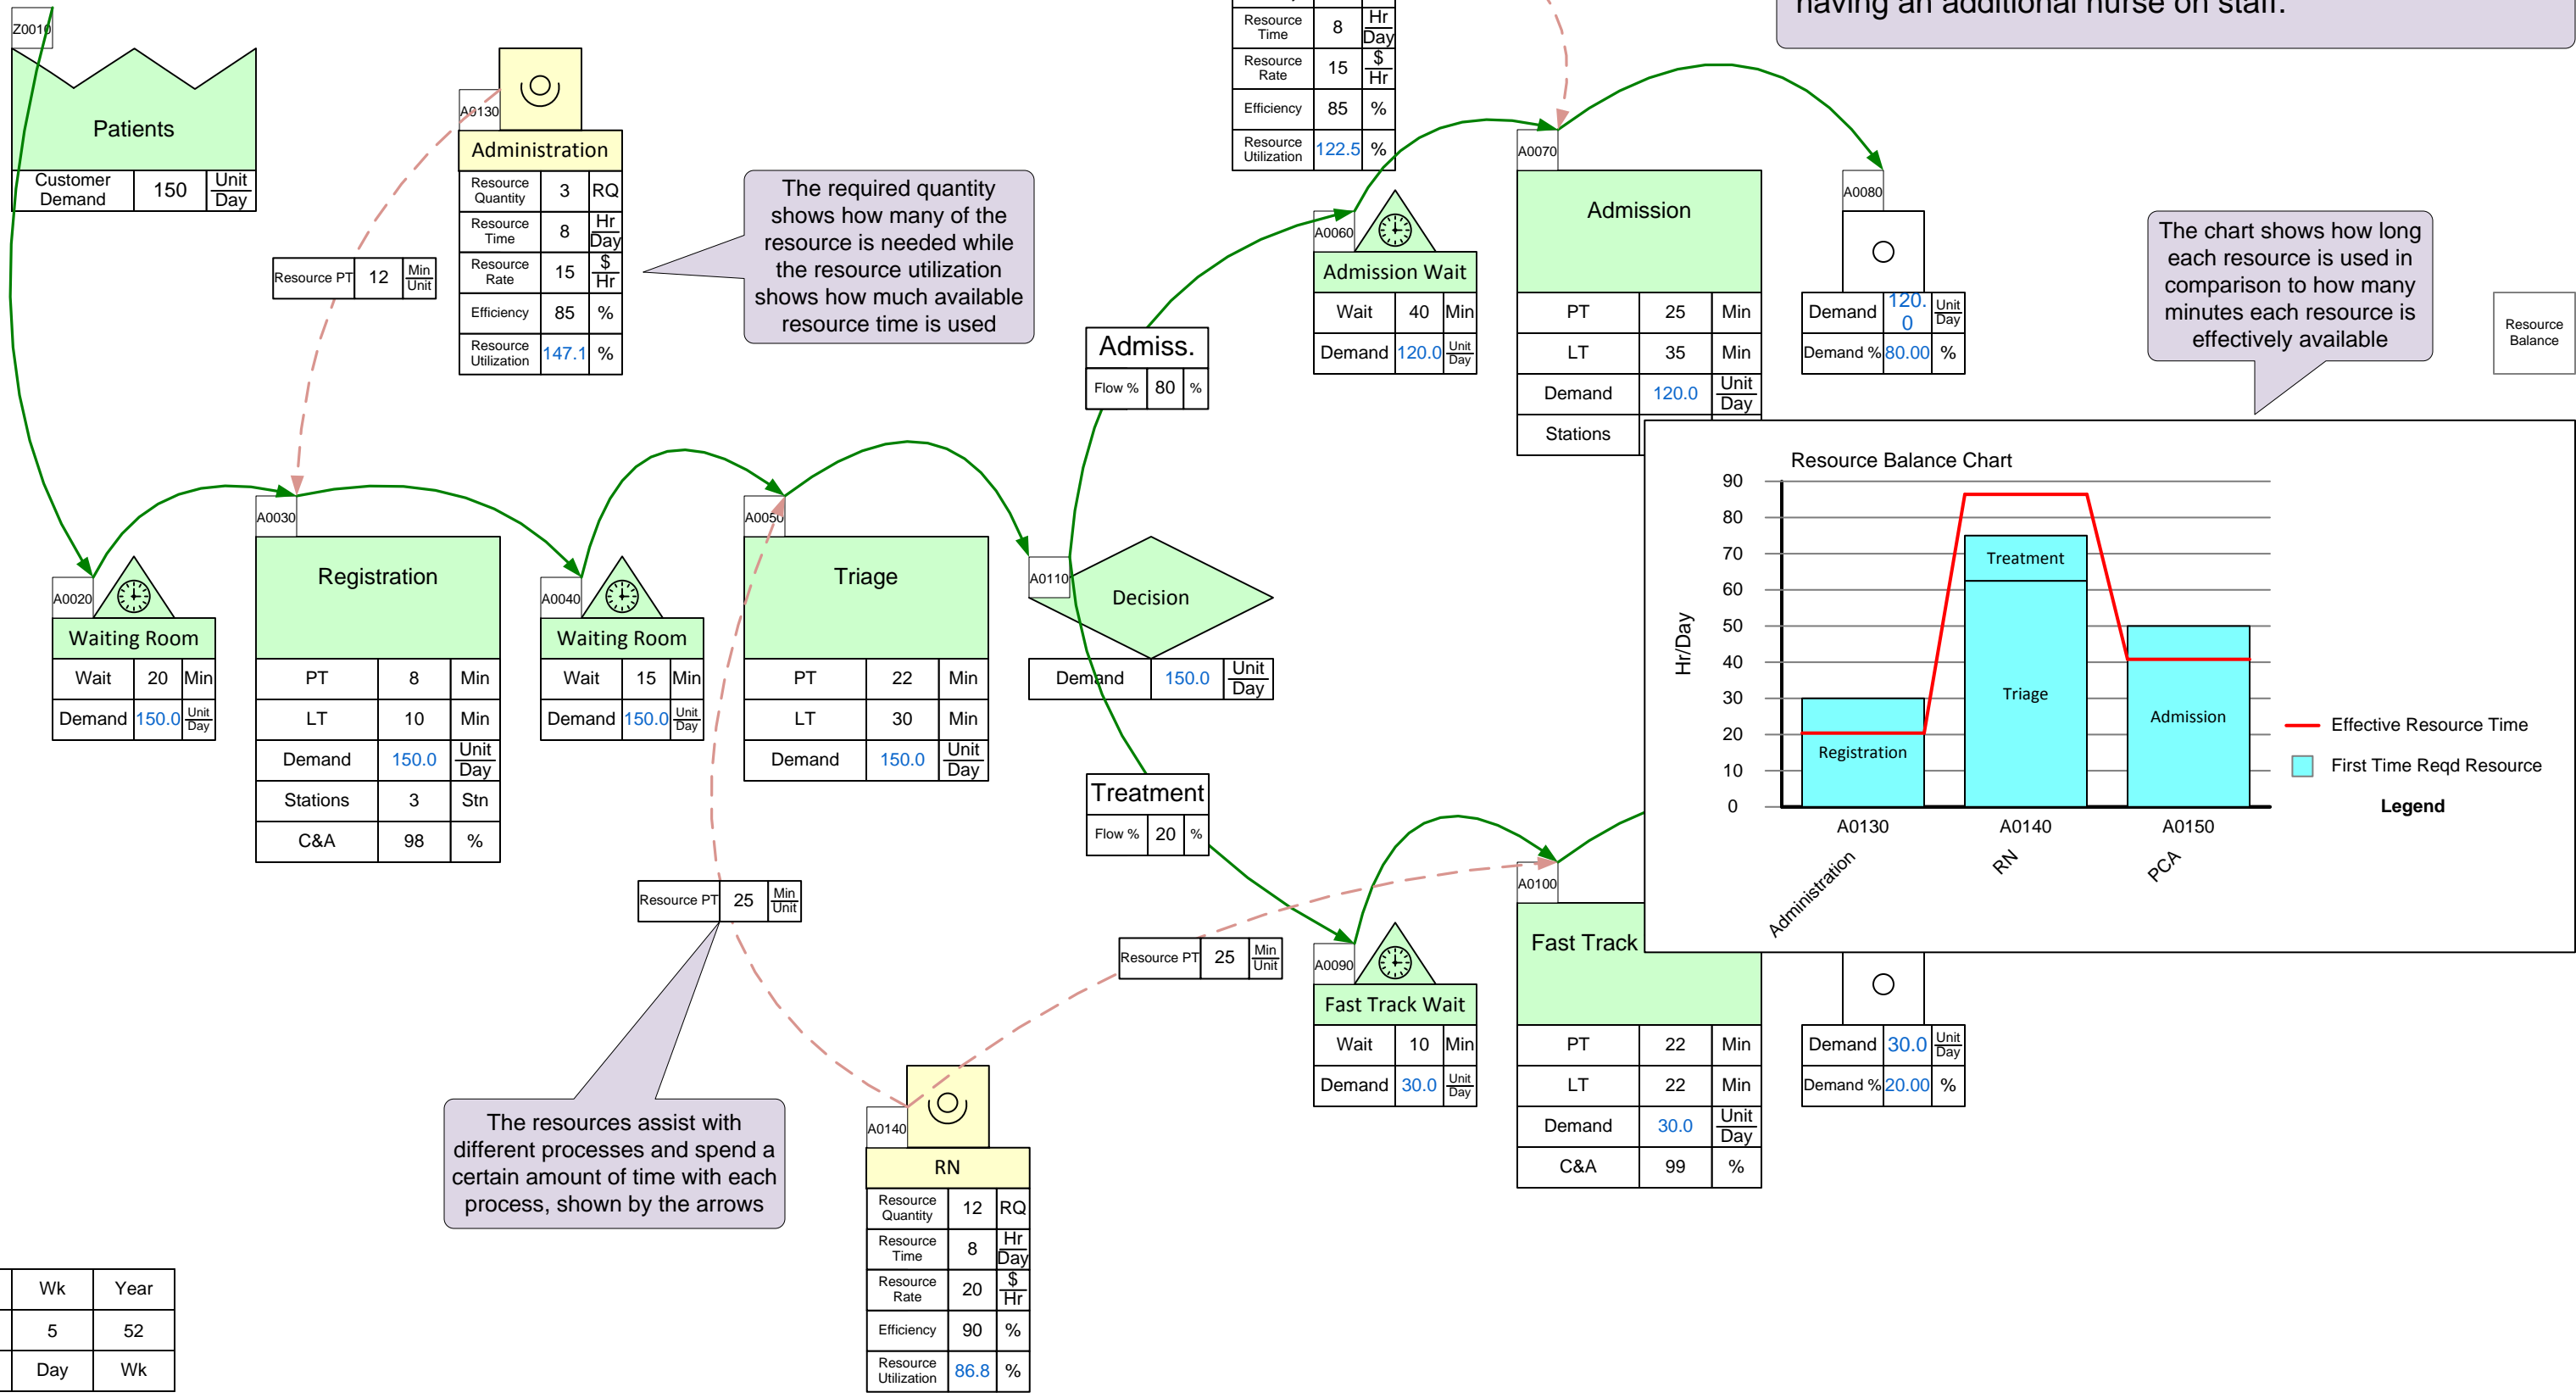 Z0010
Patients
Customer
Demand
150
Unit
Day
A0130
Administration
Resource
Quantity
3
RQ
Resource
Time
8
Hr
Day
Resource
Rate
15
$
Hr
Efficiency
85
%
Resource
Utilization
147.1
%
Resource PT
12
Min
Unit
The required quantity
shows how many of the
resource is needed while
the resource utilization
shows how much available
resource time is used
Resource
Time
8
Hr
Day
Resource
Rate
15
$
Hr
Efficiency
85
%
Resource
Utilization
122.5
%
having an additional nurse on staff.
A0060
Admission Wait
Wait
40
Min
Demand
120.0
Unit
Day
A0070
Admission
PT
25
Min
LT
35
Min
Demand
120.0
Unit
Day
Stations
A0080
Demand
120.
0
Unit
Day
Demand %
80.00
%
The chart shows how long
each resource is used in
comparison to how many
minutes each resource is
effectively available
Resource
Balance
Admiss.
Flow %
80
%
A0020
Waiting Room
Wait
20
Min
Demand
150.0
Unit
Day
A0030
Registration
PT
8
Min
LT
10
Min
Demand
150.0
Unit
Day
Stations
3
Stn
C&A
98
%
A0040
Waiting Room
Wait
15
Min
Demand
150.0
Unit
Day
A0050
Triage
PT
22
Min
LT
30
Min
Demand
150.0
Unit
Day
A0110
Decision
Demand
150.0
Unit
Day
Treatment
Flow %
20
%
Resource Balance Chart
Hr/Day
90
80
70
60
50
40
30
20
10
0
Registration
Treatment
Triage
Admission
A0130
A0140
A0150
Administration
RN
PCA
Effective Resource Time
First Time Reqd Resource
Legend
Resource PT
25
Min
Unit
Resource PT
25
Min
Unit
A0090
Fast Track Wait
Wait
10
Min
Demand
30.0
Unit
Day
A0100
Fast Track
PT
22
Min
LT
22
Min
Demand
30.0
Unit
Day
C&A
99
%
Demand
30.0
Unit
Day
Demand %
20.00
%
The resources assist with
different processes and spend a
certain amount of time with each
process, shown by the arrows
A0140
RN
Resource
Quantity
12
RQ
Resource
Time
8
Hr
Day
Resource
Rate
20
$
Hr
Efficiency
90
%
Resource
Utilization
86.8
%
Wk
Year
5
52
Day
Wk